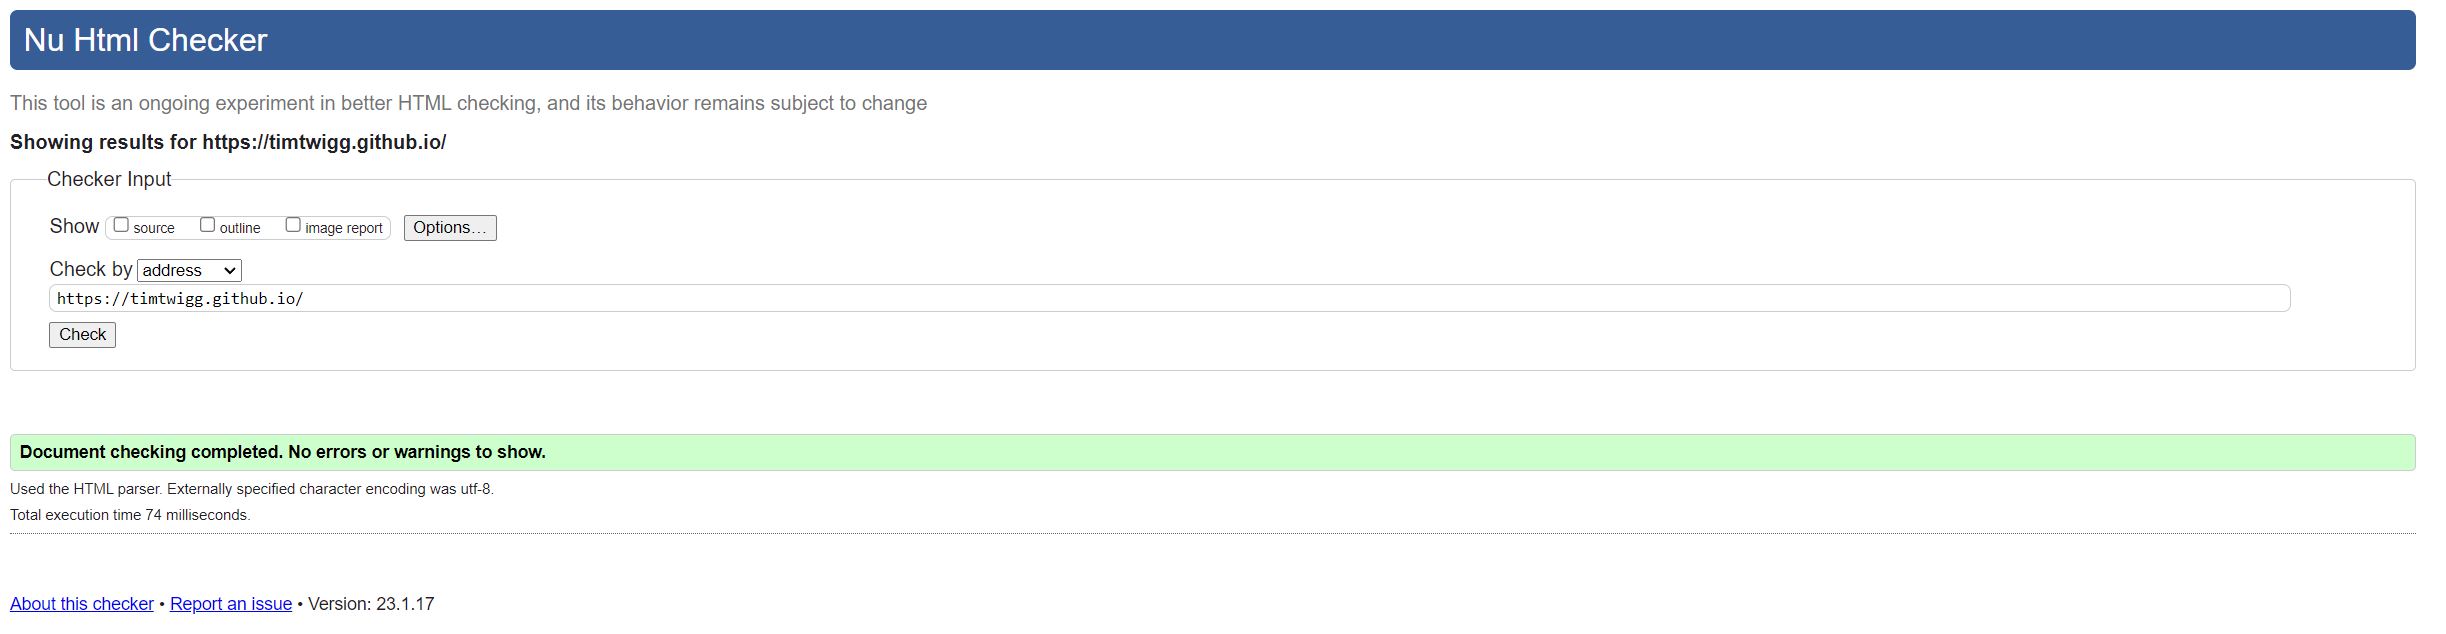 Nu Html Checker
This tool is an ongoing experiment in better HTML checking, and its behavior remains subject to change
Showing results for https://timtwigg.github.io/
Checker Input
Show source outline image report Options…
Check by address
https://timtwigg.github.io/
Check
Document checking completed. No errors or warnings to show.
Used the HTML parser. Externally specified character encoding was utf-8.
Total execution time 74 milliseconds.
About this checker • Report an issue • Version: 23.1.17